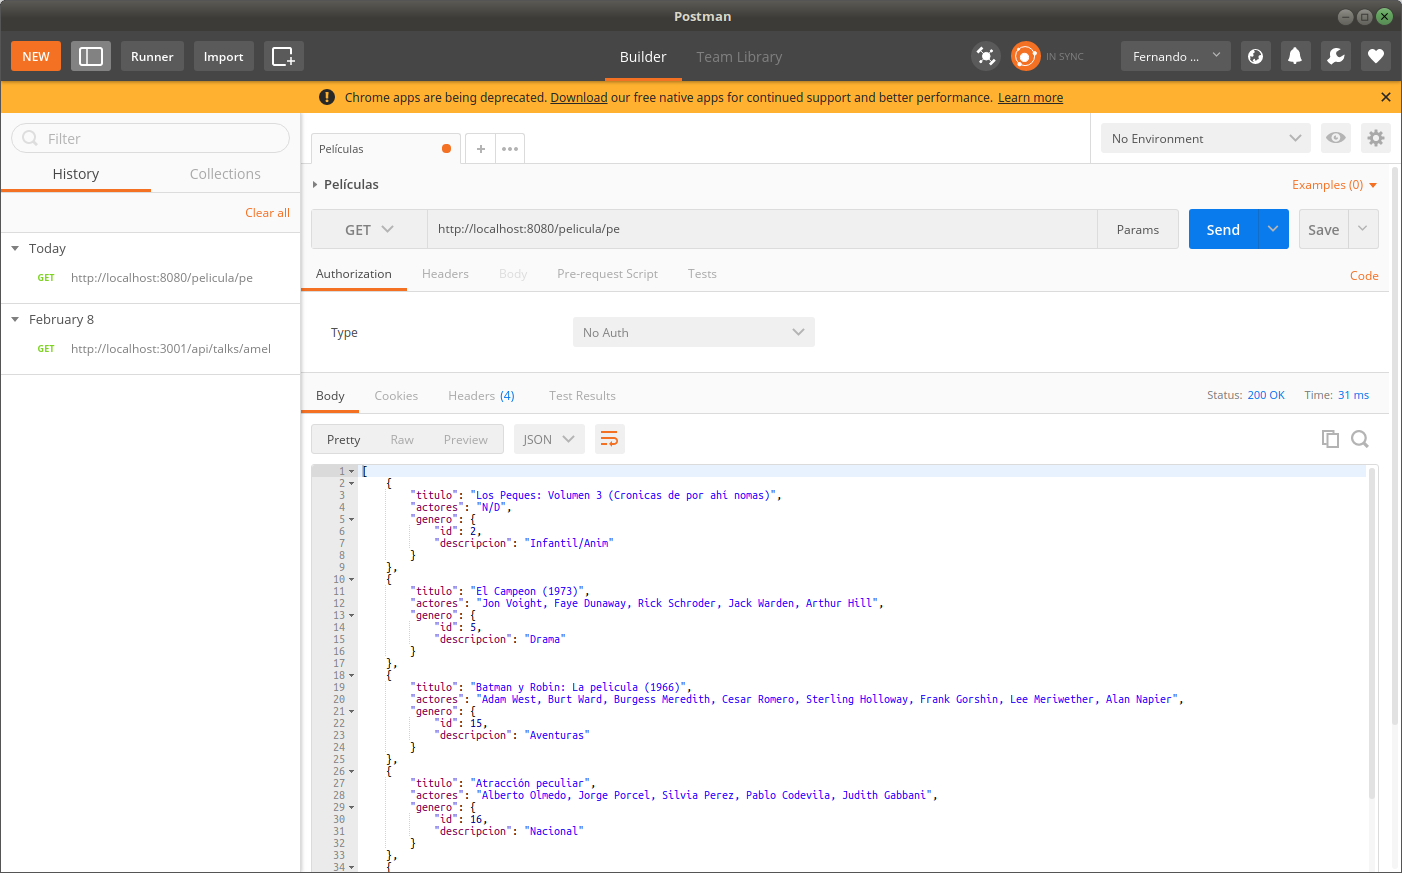 Postman
NEW Runner Import Builder Team Library IN SYNC Fernando ...
Chrome apps are being deprecated. Download our free native apps for continued support and better performance. Learn more
Filter
History Collections
Clear all
Today
GET http://localhost:8080/pelicula/pe
February 8
GET http://localhost:3001/api/talks/amel
Películas + ••• No Environment
Películas Examples (0)
GET http://localhost:8080/pelicula/pe Params Send Save
Authorization Headers Body Pre-request Script Tests Code
Type No Auth
Body Cookies Headers (4) Test Results Status: 200 OK Time: 31 ms
Pretty Raw Preview JSON
1 [
2 {
3 "titulo": "Los Peques: Volumen 3 (Cronicas de por ahi nomas)",
4 "actores": "N/D",
5 "genero": {
6 "id": 2,
7 "descripcion": "Infantil/Anim"
8 }
9 },
10 {
11 "titulo": "El Campeon (1973)",
12 "actores": "Jon Voight, Faye Dunaway, Rick Schroder, Jack Warden, Arthur Hill",
13 "genero": {
14 "id": 5,
15 "descripcion": "Drama"
16 }
17 },
18 {
19 "titulo": "Batman y Robin: La pelicula (1966)",
20 "actores": "Adam West, Burt Ward, Burgess Meredith, Cesar Romero, Sterling Holloway, Frank Gorshin, Lee Meriwether, Alan Napier",
21 "genero": {
22 "id": 15,
23 "descripcion": "Aventuras"
24 }
25 },
26 {
27 "titulo": "Atracción peculiar",
28 "actores": "Alberto Olmedo, Jorge Porcel, Silvia Perez, Pablo Codevila, Judith Gabbani",
29 "genero": {
30 "id": 16,
31 "descripcion": "Nacional"
32 }
33 },
34 {